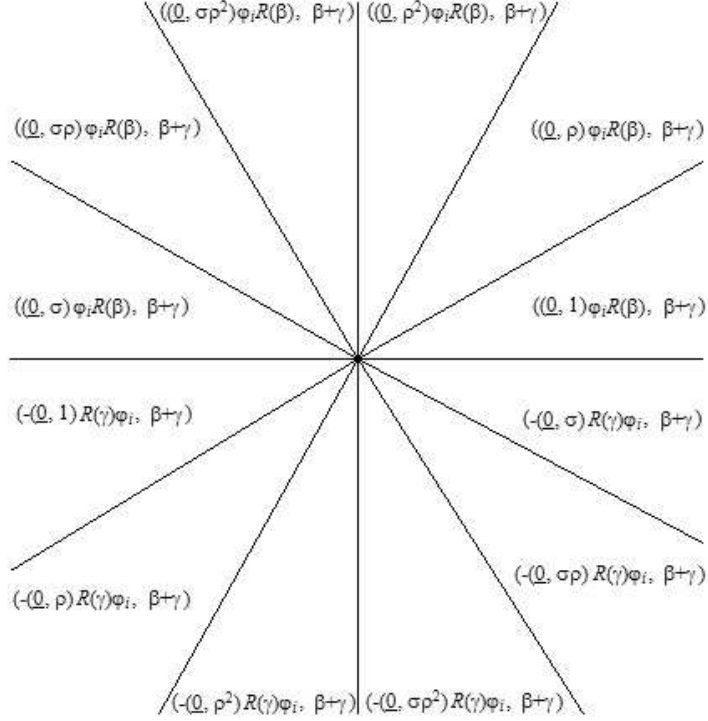 ((0, σρ²)φᵢR(β), β+γ) ((0, ρ²)φᵢR(β), β+γ)
((0, σρ)φᵢR(β), β+γ) ((0, ρ)φᵢR(β), β+γ)
((0, σ)φᵢR(β), β+γ) ((0, 1)φᵢR(β), β+γ)
(-(0, 1)R(γ)φᵢ, β+γ) (-(0, σ)R(γ)φᵢ, β+γ)
(-(0, ρ)R(γ)φᵢ, β+γ) (-(0, σρ)R(γ)φᵢ, β+γ)
(-(0, ρ²)R(γ)φᵢ, β+γ) (-(0, σρ²)R(γ)φᵢ, β+γ)